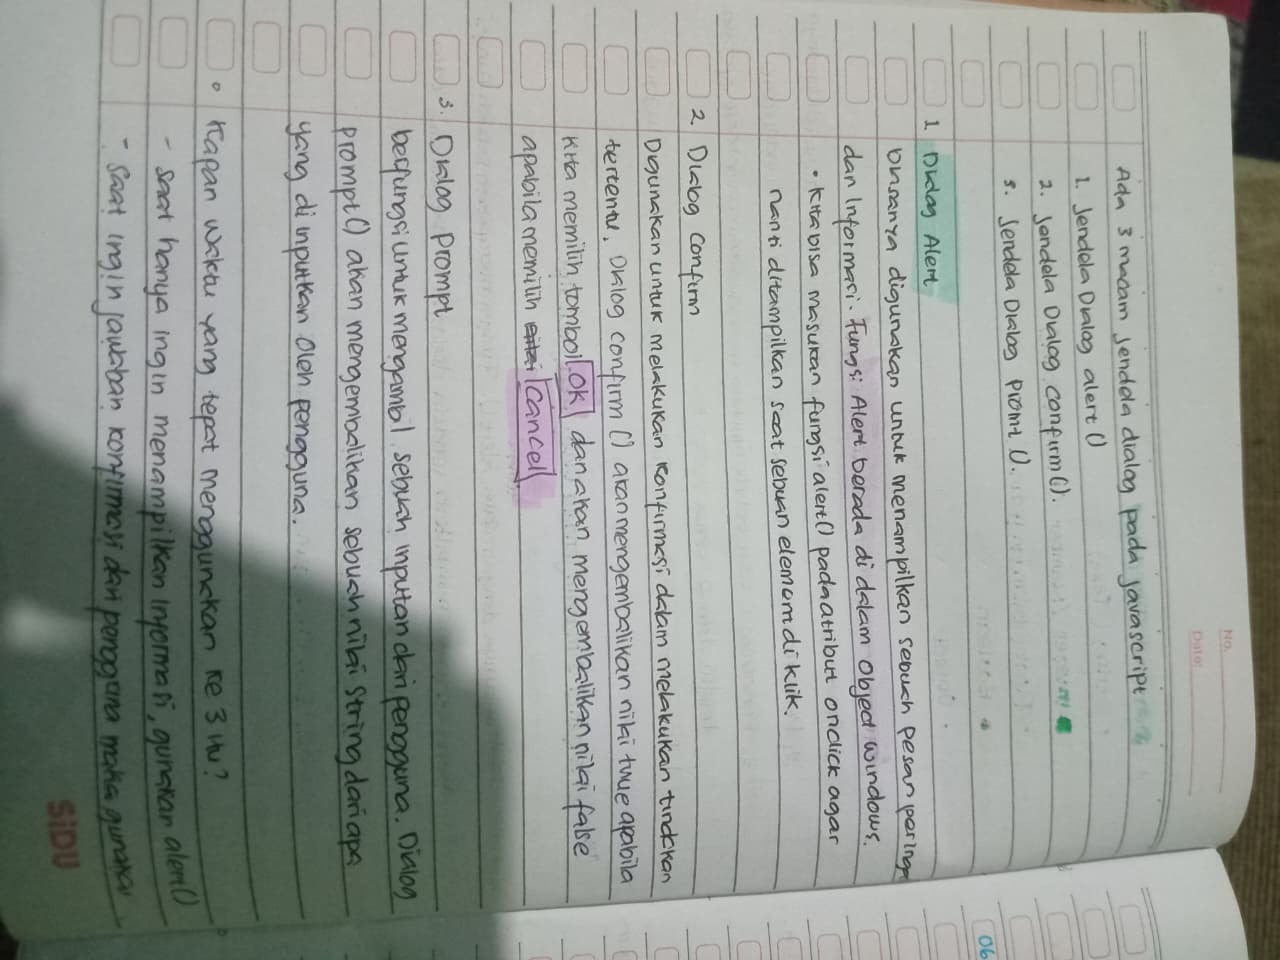 No.
Date:
Ada 3 macam jendela dialog pada javascript
1. Jendela Dialog alert ()
2. Jendela Dialog confirm ().
3. Jendela Dialog promt ().
1. Dialog Alert
biasanya digunakan untuk menampilkan sebuah pesan
dan Informasi. Fungsi Alert berada di dalam object windows.
• Kita bisa masukan fungsi alert() pada atribut onclick agar
nanti ditampilkan saat sebuah elemem di klik.
2. Dialog confirm
Digunakan untuk melakukan konfirmasi dalam melakukan tindakan
tertentu. Dialog confirm () akan mengembalikan nilai true apabila
Kita memilih tombol OK dan akan mengembalikan nilai false
apabila memilih Cancel
3. Dialog prompt
berfungsi untuk mengambil sebuah inputan dari pengguna. Dialog
prompt() akan mengembalikan sebuah nilai string dari apa
yang di inputkan oleh pengguna.
• Kapan waktu yang tepat menggunakan ke 3 itu?
- Saat hanya ingin menampilkan informasi, gunakan alert()
- Saat ingin jawaban konfirmasi dari pengguna maka gunakan
SiDU
06